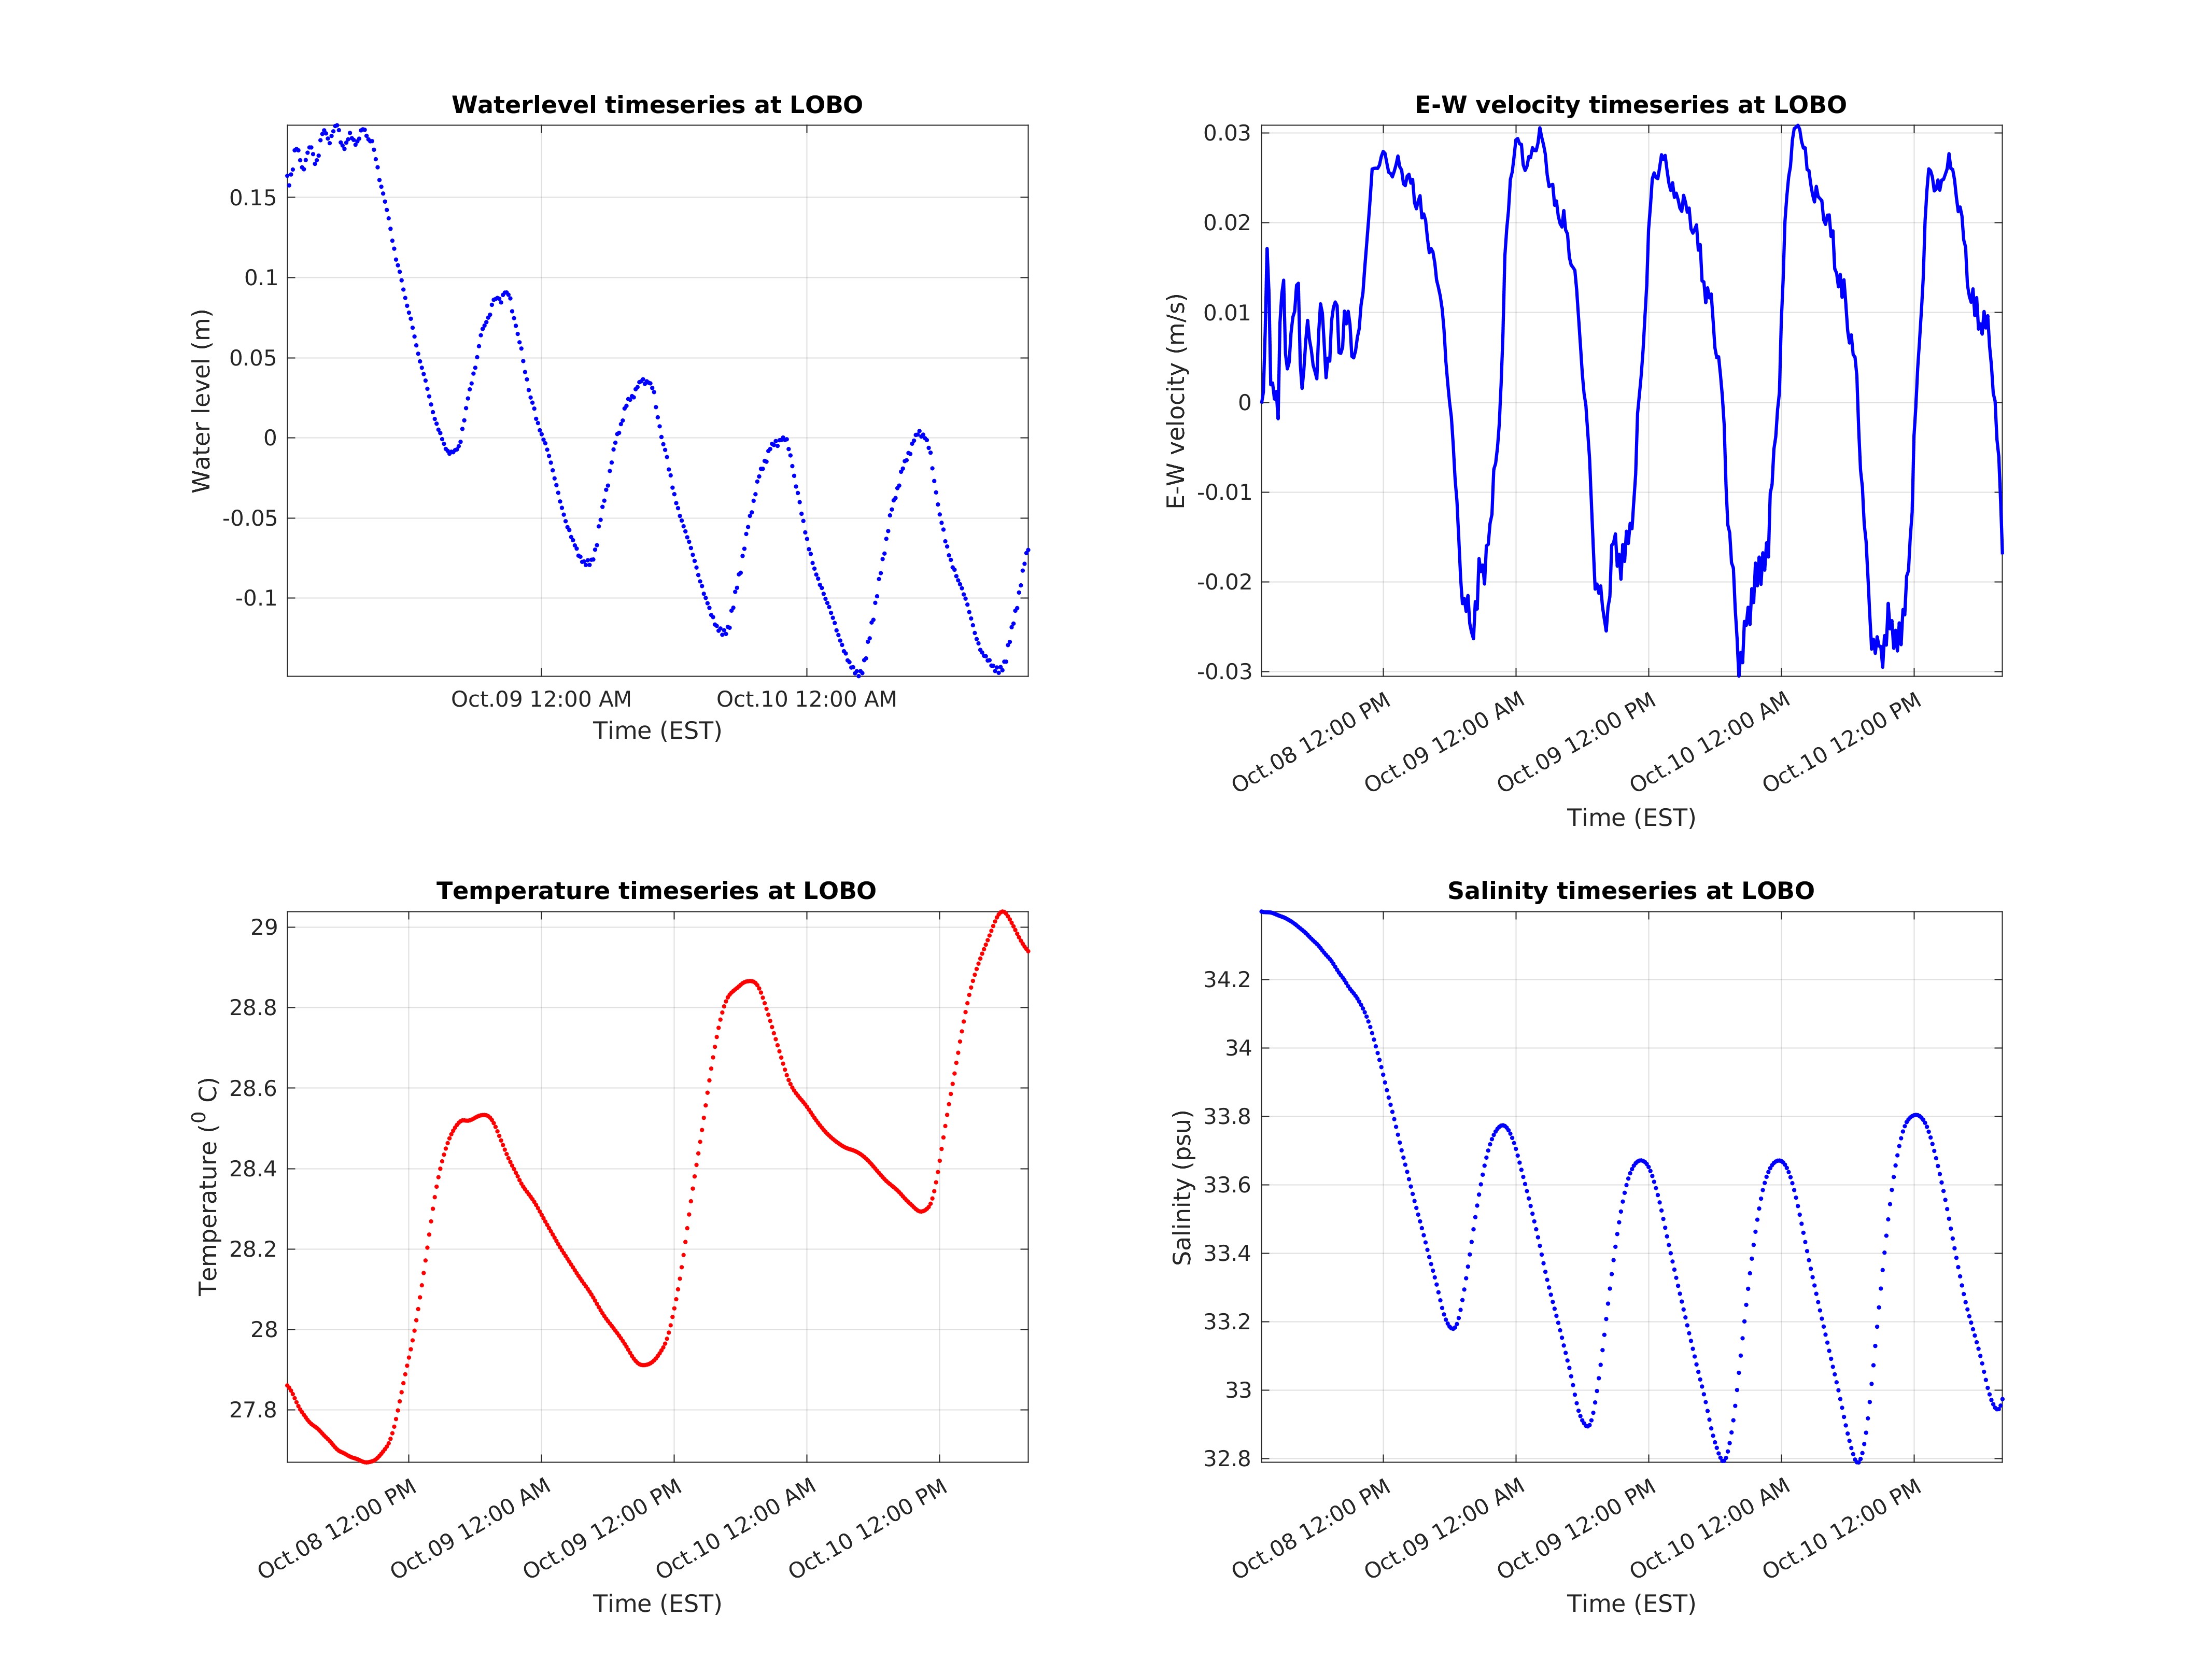 Waterlevel timeseries at LOBO
Water level (m)
0.15
0.1
0.05
0
-0.05
-0.1
Oct.09 12:00 AM
Oct.10 12:00 AM
Time (EST)
E-W velocity timeseries at LOBO
E-W velocity (m/s)
0.03
0.02
0.01
0
-0.01
-0.02
-0.03
Oct.08 12:00 PM
Oct.09 12:00 AM
Oct.09 12:00 PM
Oct.10 12:00 AM
Oct.10 12:00 PM
Time (EST)
Temperature timeseries at LOBO
Temperature (⁰ C)
29
28.8
28.6
28.4
28.2
28
27.8
Oct.08 12:00 PM
Oct.09 12:00 AM
Oct.09 12:00 PM
Oct.10 12:00 AM
Oct.10 12:00 PM
Time (EST)
Salinity timeseries at LOBO
Salinity (psu)
34.2
34
33.8
33.6
33.4
33.2
33
32.8
Oct.08 12:00 PM
Oct.09 12:00 AM
Oct.09 12:00 PM
Oct.10 12:00 AM
Oct.10 12:00 PM
Time (EST)